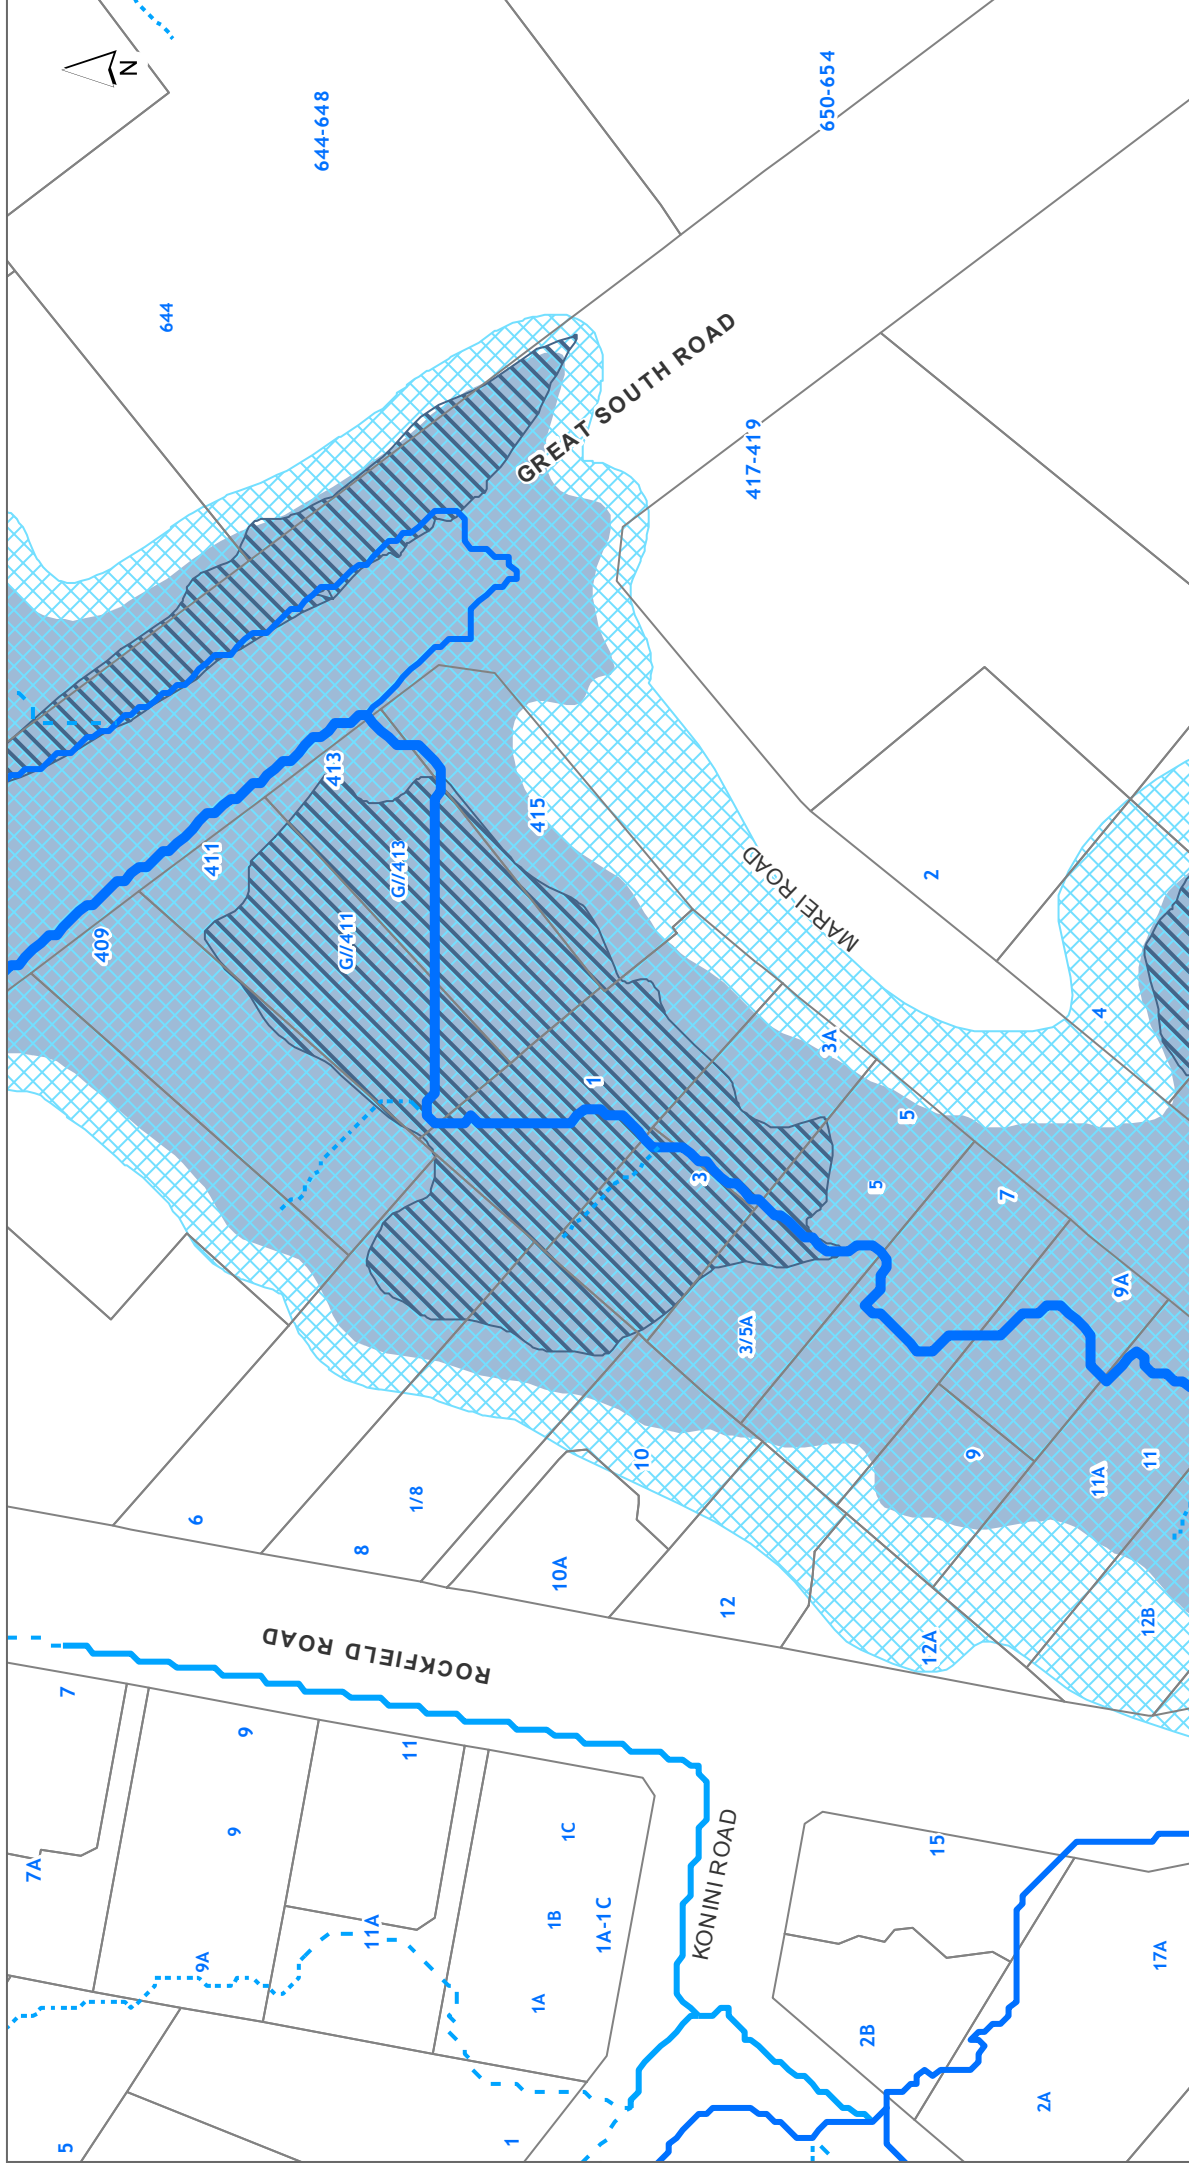 N
644-648
650-654
644
GREAT SOUTH ROAD
417-419
413
415
411
G//413
409
G//411
MAREI ROAD
2
4
3A
1
5
3
5
7
9A
3/5A
10
9
11A
11
6
1/8
8
10A
12
12A
12B
ROCKFIELD ROAD
7
9
11
7A
9
1C
KONINI ROAD
15
1B
1A-1C
11A
9A
1A
17A
2B
2A
5
1